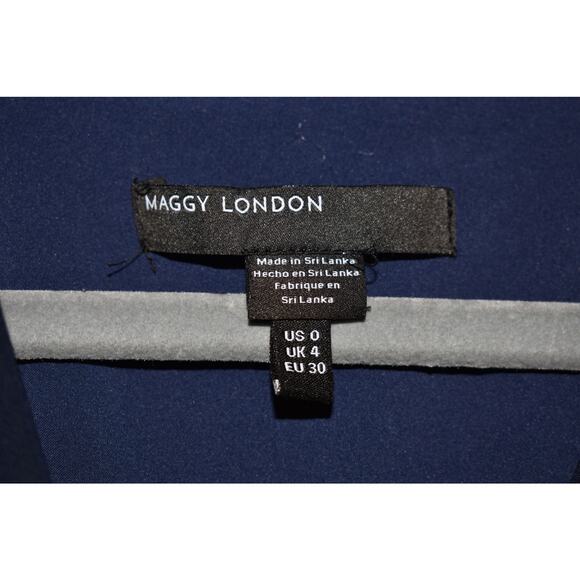 MAGGY LONDON
Made in Sri Lanka
Hecho en Sri Lanka
Fabrique en
Sri Lanka
US 0
UK 4
EU 30